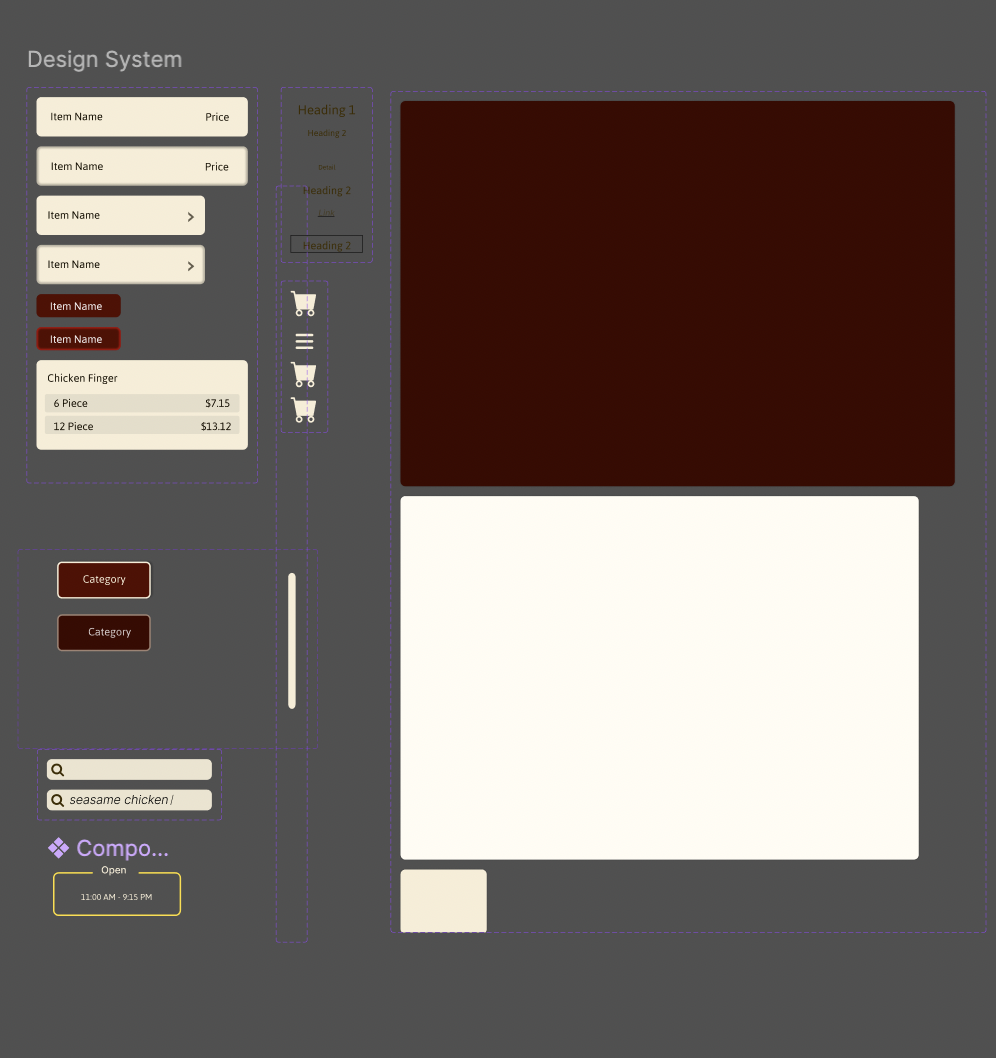 Design System
Item Name Price
Item Name Price
Item Name
Item Name
Item Name
Item Name
Chicken Finger
6 Piece $7.15
12 Piece $13.12
Heading 1
Heading 2
Detail
Heading 2
Link
Heading 2
Category
Category
seasame chicken
Compo...
Open
11:00 AM - 9:15 PM